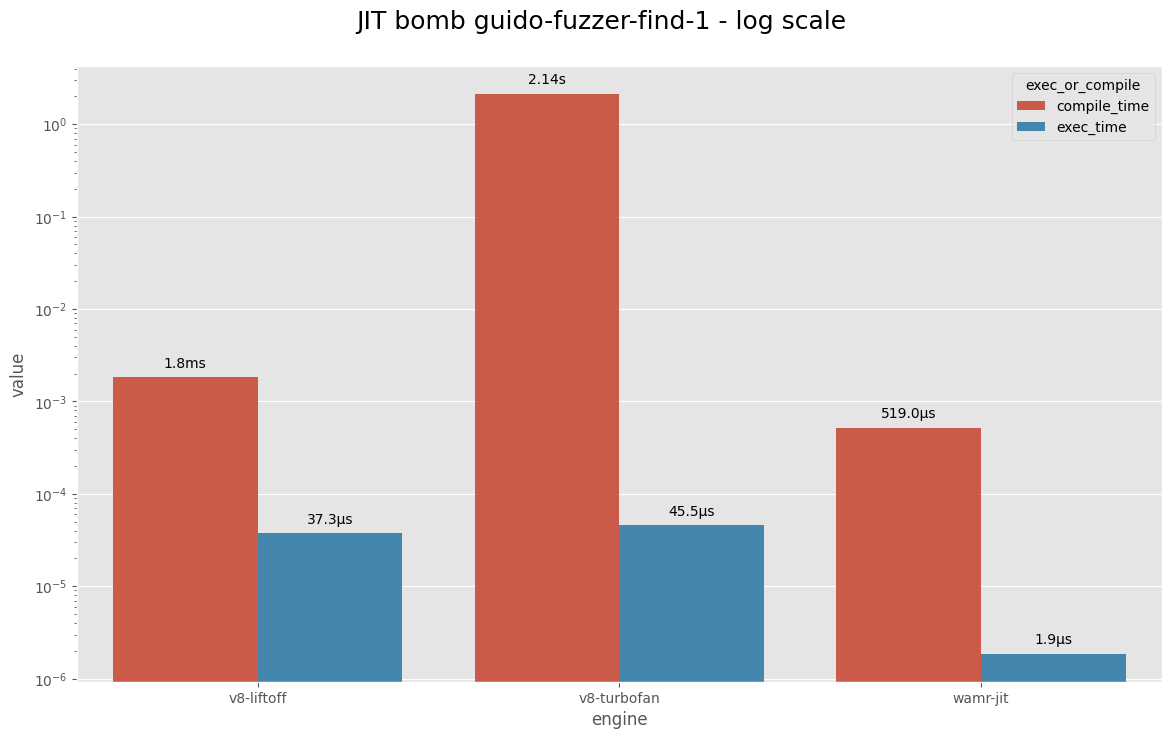 JIT bomb guido-fuzzer-find-1 - log scale
2.14s
exec_or_compile
compile_time
exec_time
10⁰
10⁻¹
10⁻²
1.8ms
10⁻³
519.0µs
10⁻⁴
45.5µs
37.3µs
10⁻⁵
1.9µs
10⁻⁶
value
v8-liftoff
v8-turbofan
wamr-jit
engine